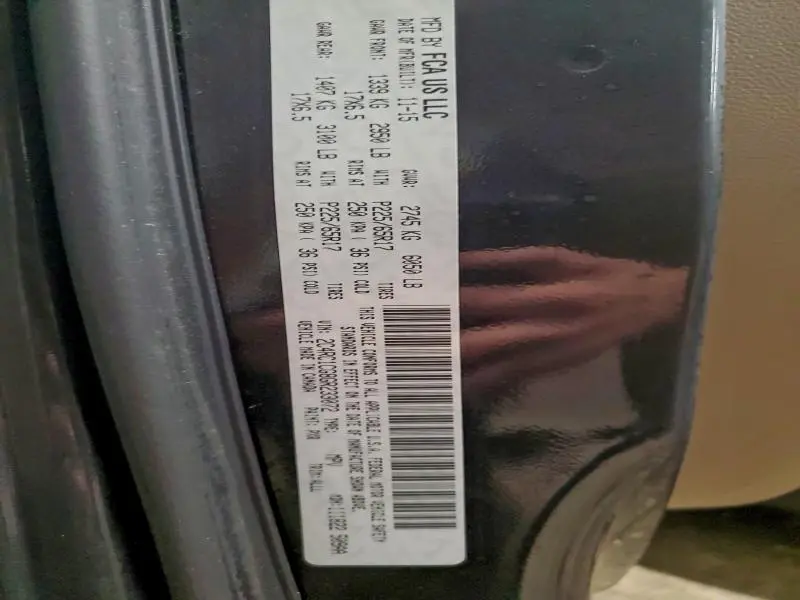 MFD BY FCA US LLC
DATE OF MFR/BUILT: 11-15 GVWR: 2745 KG 6050 LB
GAWR FRONT: 1339 KG 2950 LB WITH P225/65R17 TIRES
17X6.5 RIMS AT 250 KPA ( 36 PSI) COLD
GAWR REAR: 1407 KG 3100 LB WITH P225/65R17 TIRES
17X6.5 RIMS AT 250 KPA ( 36 PSI) COLD
THIS VEHICLE CONFORMS TO ALL APPLICABLE U.S.A. FEDERAL MOTOR VEHICLE SAFETY
STANDARDS IN EFFECT ON THE DATE OF MANUFACTURE SHOWN ABOVE.
VIN: TYPE: MPV
VEHICLE MADE IN CANADA PAINT: TRIM: